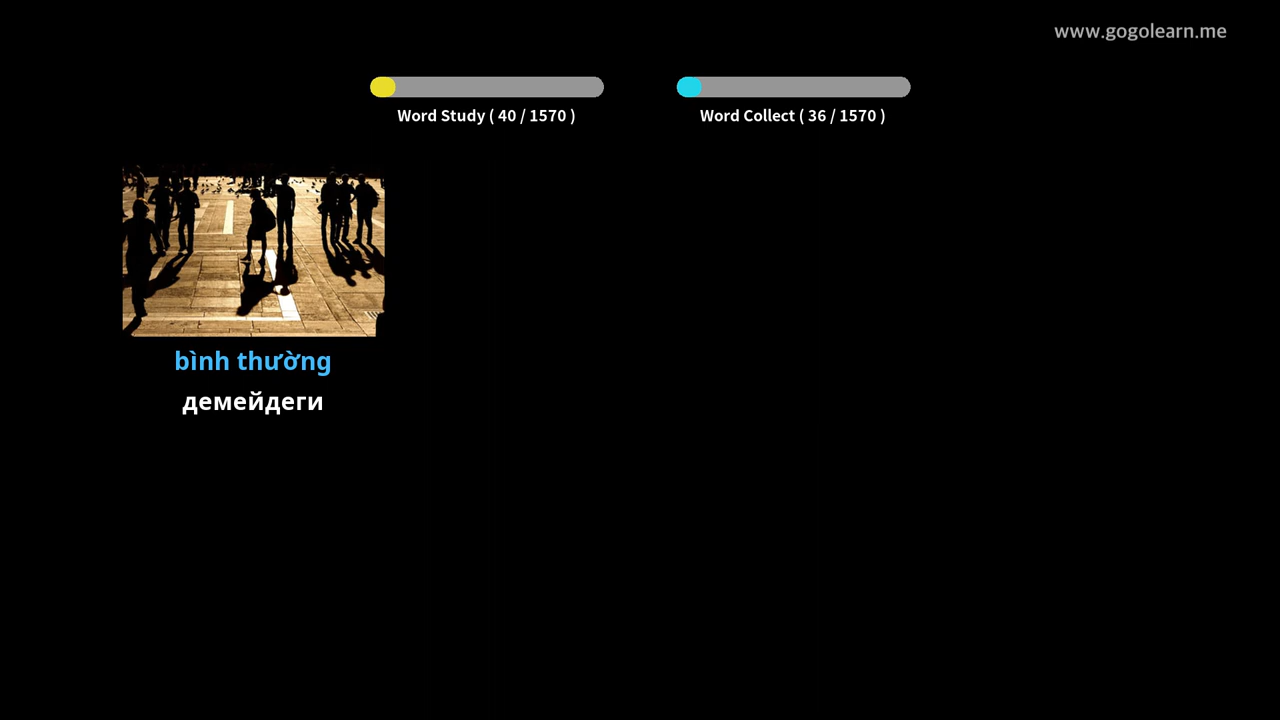 www.gogolearn.me
Word Study ( 40 / 1570 )
Word Collect ( 36 / 1570 )
bình thường
демейдеги